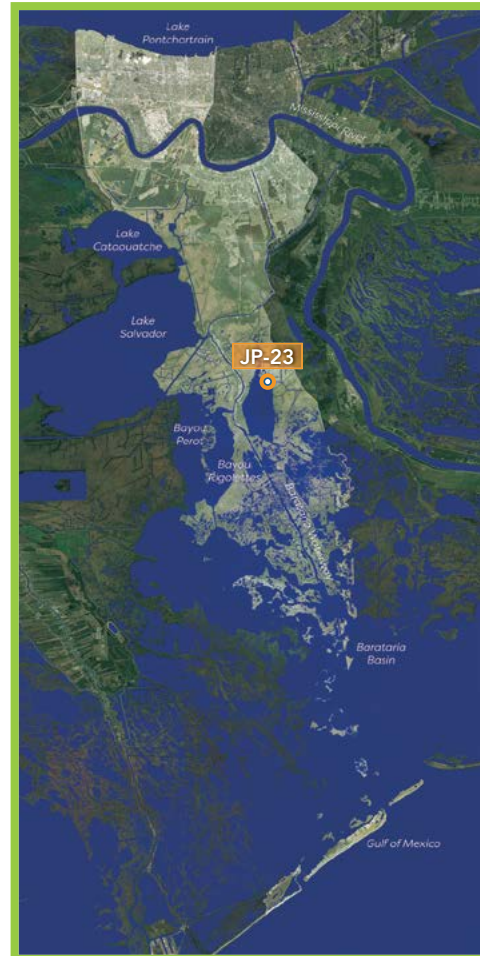 Lake
Pontchartrain
Mississippi River
Lake
Cataouatche
Lake
Salvador
JP-23
Bayou
Perot
Bayou
Rigolettes
Barataria Waterway
Barataria
Basin
Gulf of Mexico